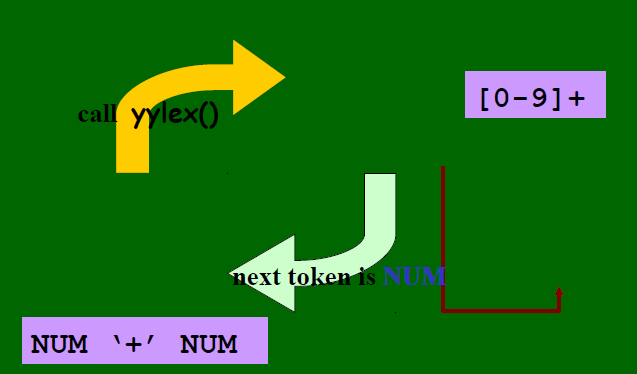 [0-9]+
call yylex()
next token is NUM
NUM ‘+’ NUM